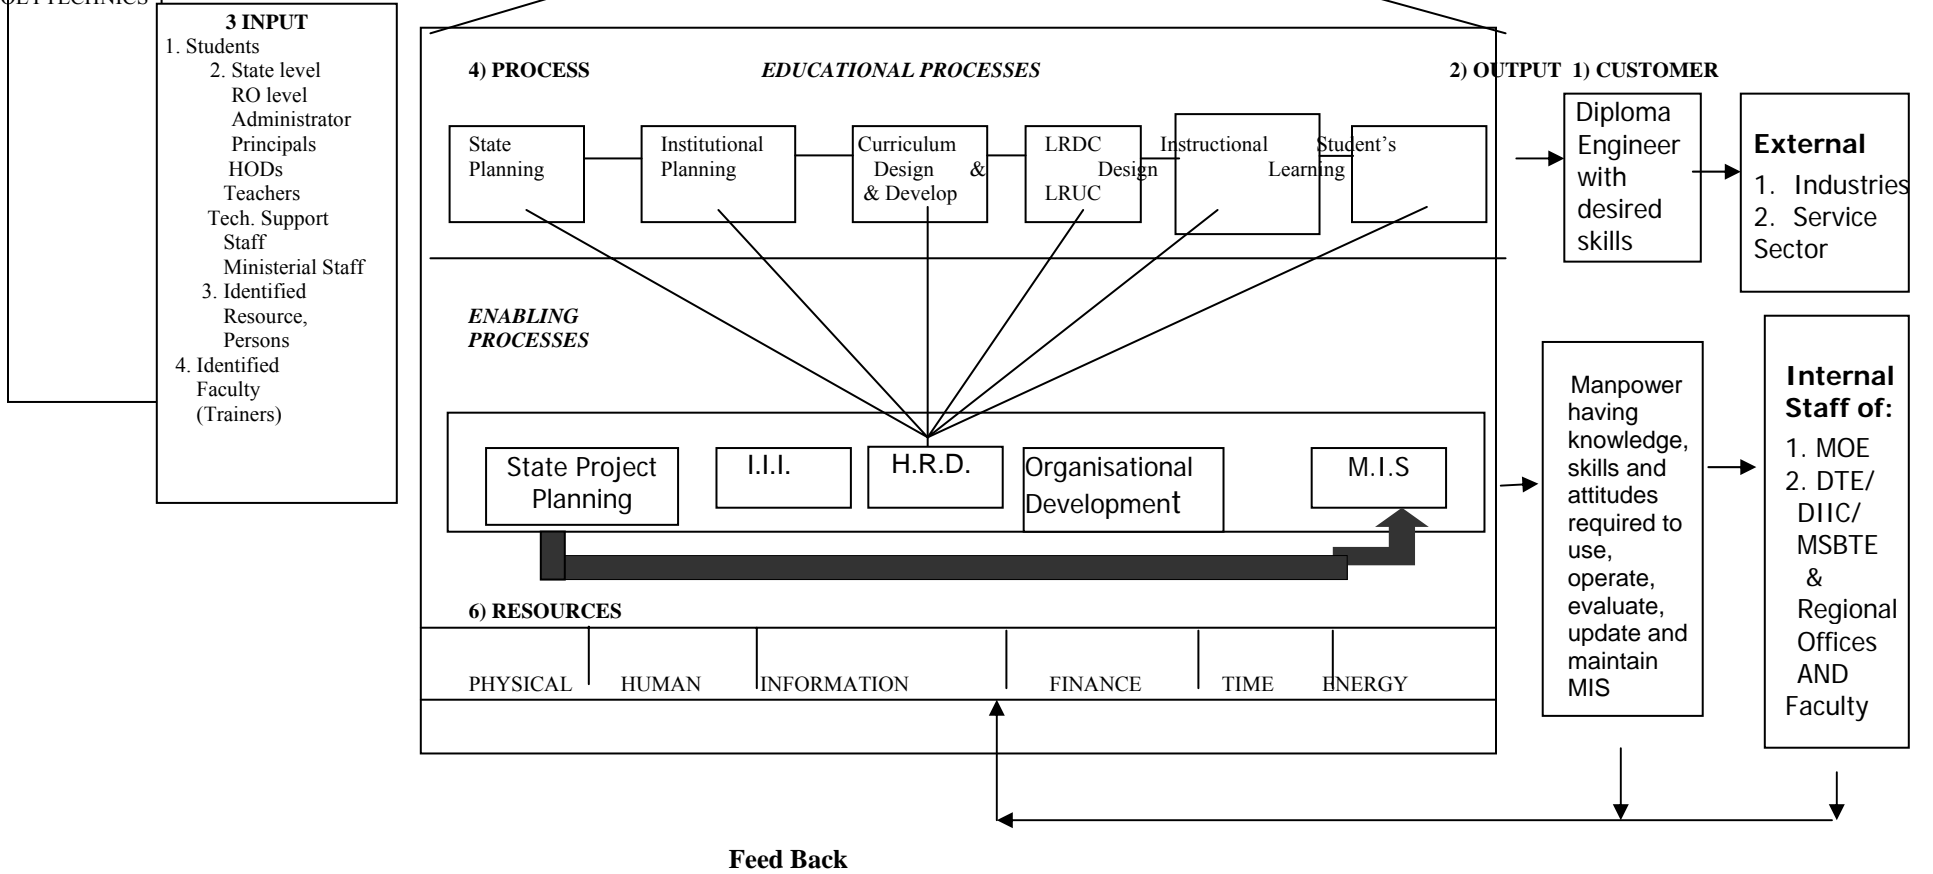 3 INPUT
1. Students
2. State level
RO level
Administrator
Principals
HODs
Teachers
Tech. Support
Staff
Ministerial Staff
3. Identified
Resource,
Persons
4. Identified
Faculty
(Trainers)
4) PROCESS EDUCATIONAL PROCESSES 2) OUTPUT 1) CUSTOMER
State Institutional Curriculum LRDC Instructional Student's
Planning Planning Design & Design Learning
& Develop LRUC
Diploma
Engineer
with
desired
skills
External
1. Industries
2. Service
Sector
ENABLING
PROCESSES
State Project
Planning
I.I.I.
H.R.D.
Organisational
Development
M.I.S
Manpower
having
knowledge,
skills and
attitudes
required to
use,
operate,
evaluate,
update and
maintain
MIS
Internal
Staff of:
1. MOE
2. DTE/
DIIC/
MSBTE
&
Regional
Offices
AND
Faculty
6) RESOURCES
PHYSICAL HUMAN INFORMATION FINANCE TIME ENERGY
Feed Back